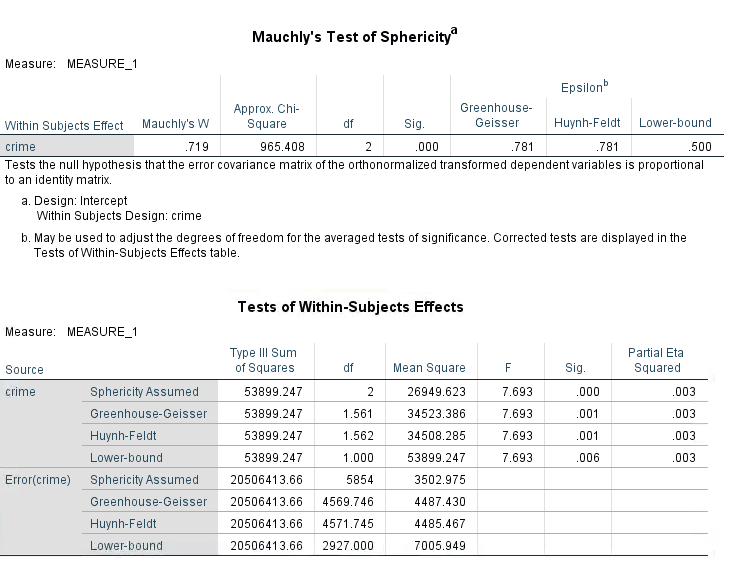 Mauchly's Test of Sphericitya
Measure: MEASURE_1
Epsilonb
Within Subjects Effect Mauchly's W Approx. Chi-Square df Sig. Greenhouse-Geisser Huynh-Feldt Lower-bound
crime .719 965.408 2 .000 .781 .781 .500
Tests the null hypothesis that the error covariance matrix of the orthonormalized transformed dependent variables is proportional
to an identity matrix.
a. Design: Intercept
Within Subjects Design: crime
b. May be used to adjust the degrees of freedom for the averaged tests of significance. Corrected tests are displayed in the
Tests of Within-Subjects Effects table.
Tests of Within-Subjects Effects
Measure: MEASURE_1
Source Type III Sum of Squares df Mean Square F Sig. Partial Eta Squared
crime Sphericity Assumed 53899.247 2 26949.623 7.693 .000 .003
Greenhouse-Geisser 53899.247 1.561 34523.386 7.693 .001 .003
Huynh-Feldt 53899.247 1.562 34508.285 7.693 .001 .003
Lower-bound 53899.247 1.000 53899.247 7.693 .006 .003
Error(crime) Sphericity Assumed 20506413.66 5854 3502.975
Greenhouse-Geisser 20506413.66 4569.746 4487.430
Huynh-Feldt 20506413.66 4571.745 4485.467
Lower-bound 20506413.66 2927.000 7005.949